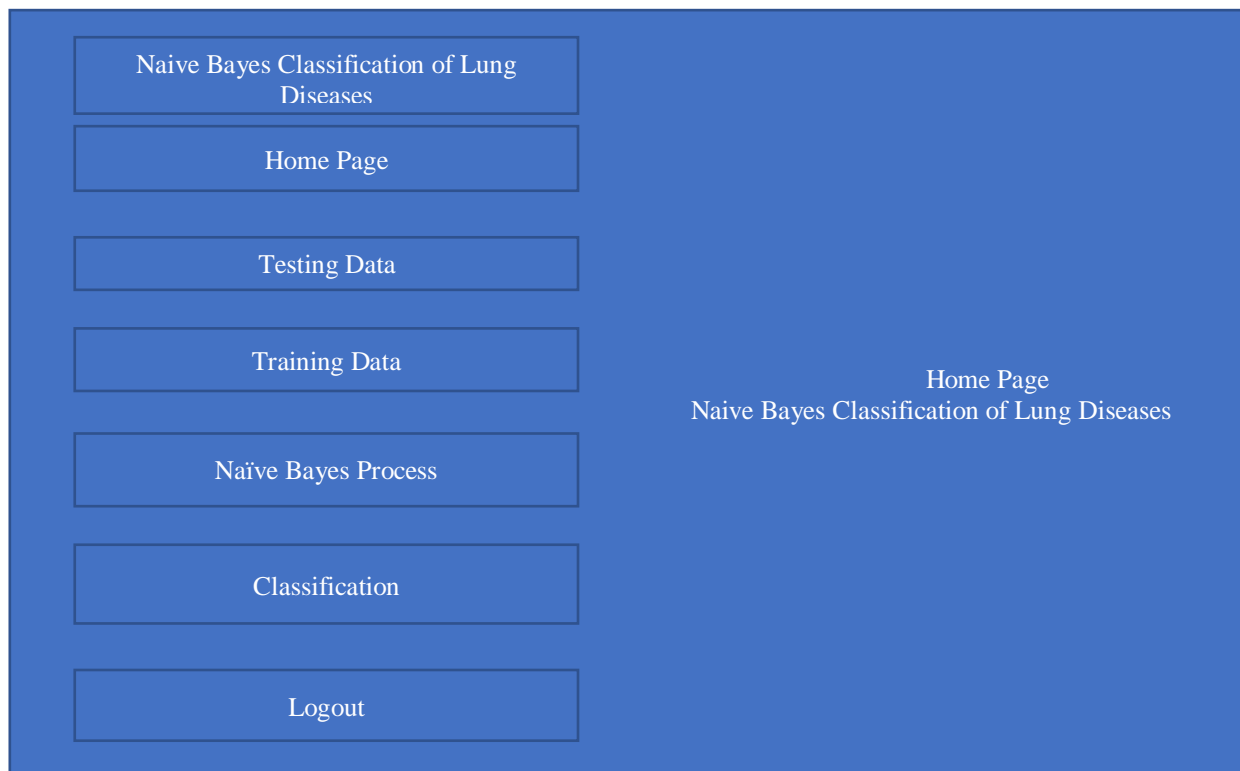 Naive Bayes Classification of Lung
Diseases
Home Page
Testing Data
Training Data
Naïve Bayes Process
Classification
Logout
Home Page
Naive Bayes Classification of Lung Diseases